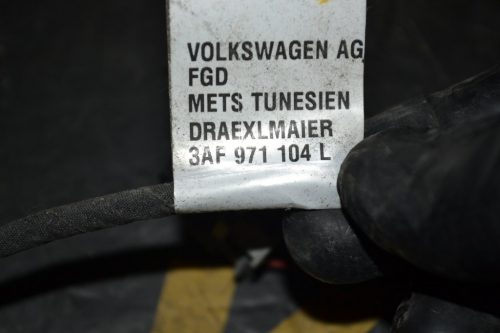 VOLKSWAGEN AG
FGD
METS TUNESIEN
DRAEXLMAIER
3AF 971 104 L